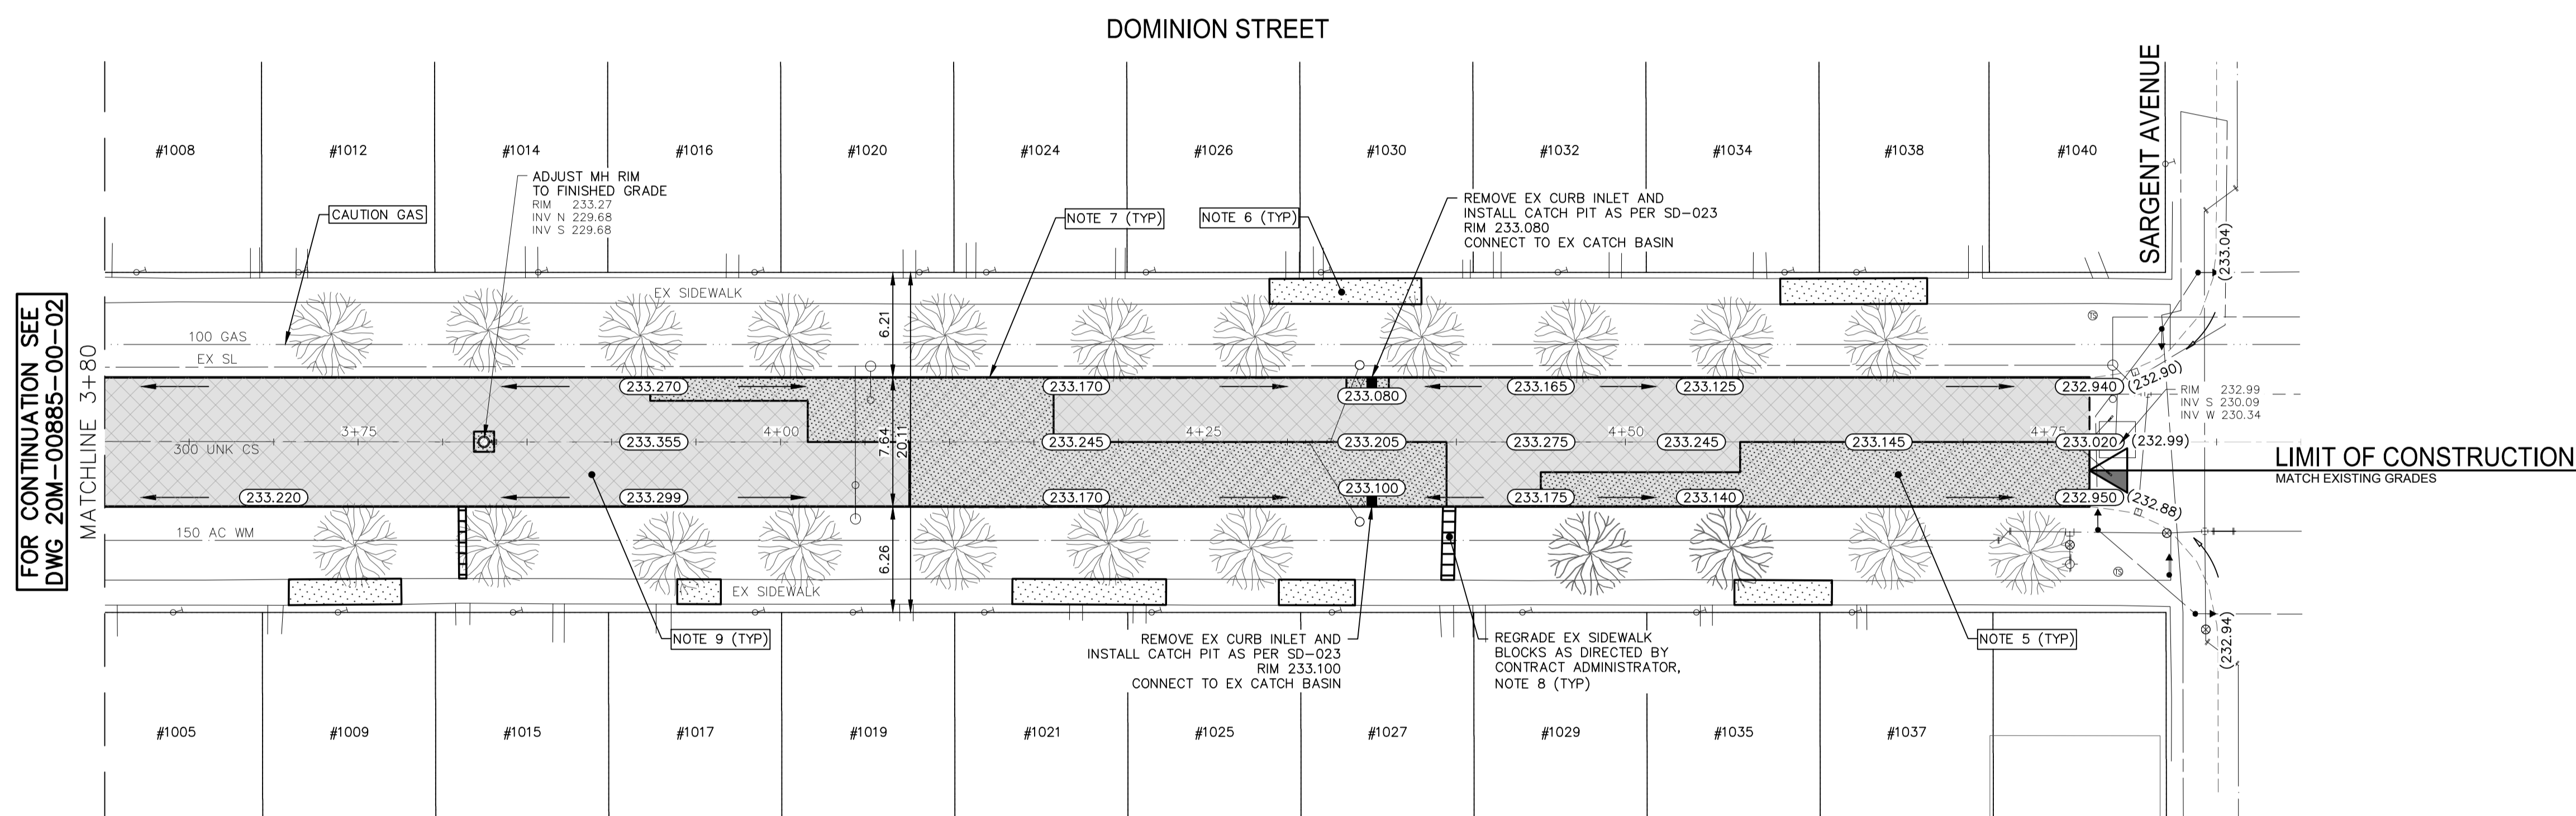 DOMINION STREET
SARGENT AVENUE
#1008
#1012
#1014
#1016
#1020
#1024
#1026
#1030
#1032
#1034
#1038
#1040
ADJUST MH RIM
TO FINISHED GRADE
RIM 233.27
INV N 229.68
INV S 229.68
CAUTION GAS
NOTE 7 (TYP)
NOTE 6 (TYP)
REMOVE EX CURB INLET AND
INSTALL CATCH PIT AS PER SD-023
RIM 233.080
CONNECT TO EX CATCH BASIN
(233.04)
FOR CONTINUATION SEE
DWG 20M-00885-00-02
MATCHLINE 3+80
EX SIDEWALK
100 GAS
EX SL
6.21
TS
233.270
233.170
233.080
233.165
233.125
232.940
(232.90)
RIM 232.99
INV S 230.09
INV W 230.34
3+75
4+00
4+25
4+50
4+75
300 UNK CS
233.355
7.64
20.11
233.245
233.205
233.275
233.245
233.145
233.020
(232.99)
LIMIT OF CONSTRUCTION
MATCH EXISTING GRADES
233.220
233.299
233.170
233.100
233.175
233.140
232.950
(232.88)
150 AC WM
6.26
TS
EX SIDEWALK
(232.94)
NOTE 9 (TYP)
REMOVE EX CURB INLET AND
INSTALL CATCH PIT AS PER SD-023
RIM 233.100
CONNECT TO EX CATCH BASIN
REGRADE EX SIDEWALK
BLOCKS AS DIRECTED BY
CONTRACT ADMINISTRATOR,
NOTE 8 (TYP)
NOTE 5 (TYP)
#1005
#1009
#1015
#1017
#1019
#1021
#1025
#1027
#1029
#1035
#1037